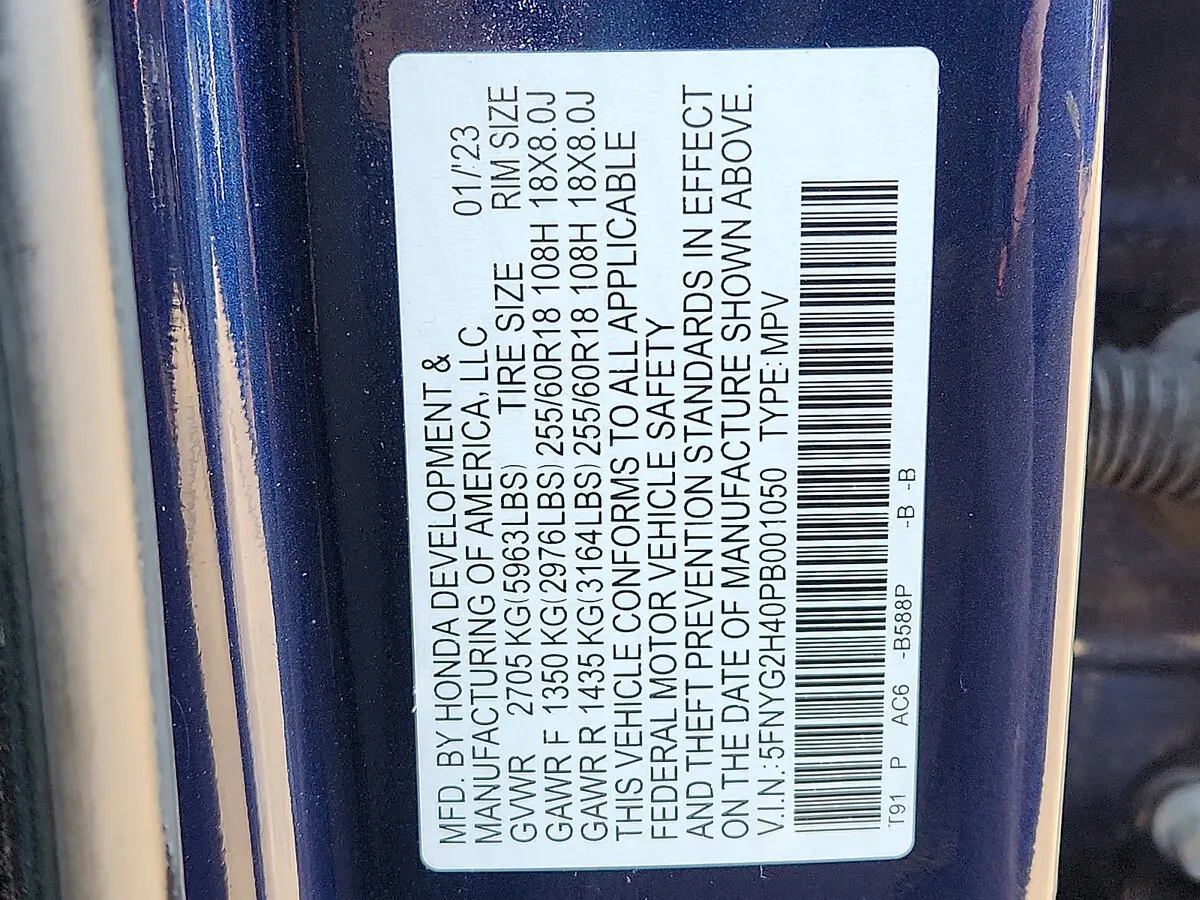 MFD. BY HONDA DEVELOPMENT &
MANUFACTURING OF AMERICA, LLC 01/'23
GVWR 2705 KG(5963LBS) TIRE SIZE RIM SIZE
GAWR F 1350 KG(2976LBS) 255/60R18 108H 18X8.0J
GAWR R 1435 KG(3164LBS) 255/60R18 108H 18X8.0J
THIS VEHICLE CONFORMS TO ALL APPLICABLE
FEDERAL MOTOR VEHICLE SAFETY
AND THEFT PREVENTION STANDARDS IN EFFECT
ON THE DATE OF MANUFACTURE SHOWN ABOVE.
V.I.N.:5FNYG2H40PB001050 TYPE:MPV
T91 P AC6 -B588P -B -B